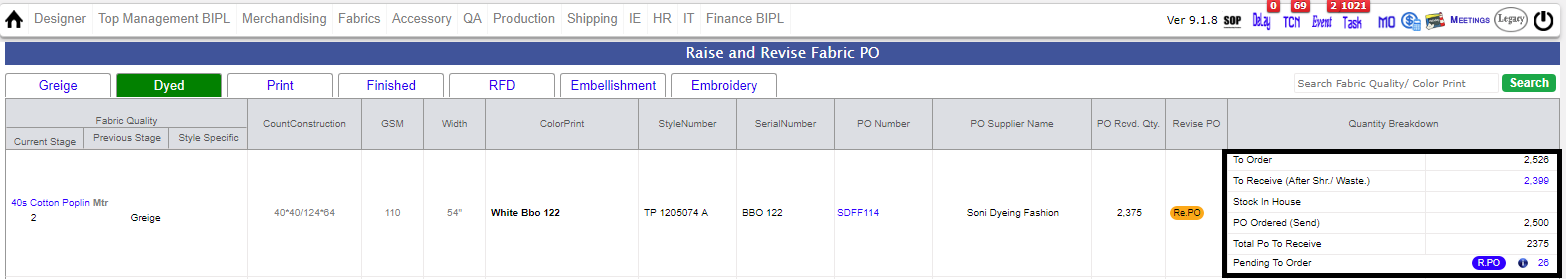 0 69 2 1021
Designer Top Management BIPL Merchandising Fabrics Accessory QA Production Shipping IE HR IT Finance BIPL Ver 9.1.8 SOP Delay TCN Event Task MO MEETINGS Legacy
Raise and Revise Fabric PO
Greige Dyed Print Finished RFD Embellishment Embroidery Search Fabric Quality/ Color Print Search
Fabric Quality CountConstruction GSM Width ColorPrint StyleNumber SerialNumber PO Number PO Supplier Name PO Rcvd. Qty. Revise PO Quantity Breakdown
Current Stage Previous Stage Style Specific
To Order 2,526
To Receive (After Shr./ Waste.) 2,399
Stock In House
40s Cotton Poplin Mtr
2 Greige 40*40/124*64 110 54" White Bbo 122 TP 1205074 A BBO 122 SDFF114 Soni Dyeing Fashion 2,375 Re.PO
PO Ordered (Send) 2,500
Total Po To Receive 2375
Pending To Order R.PO i 26